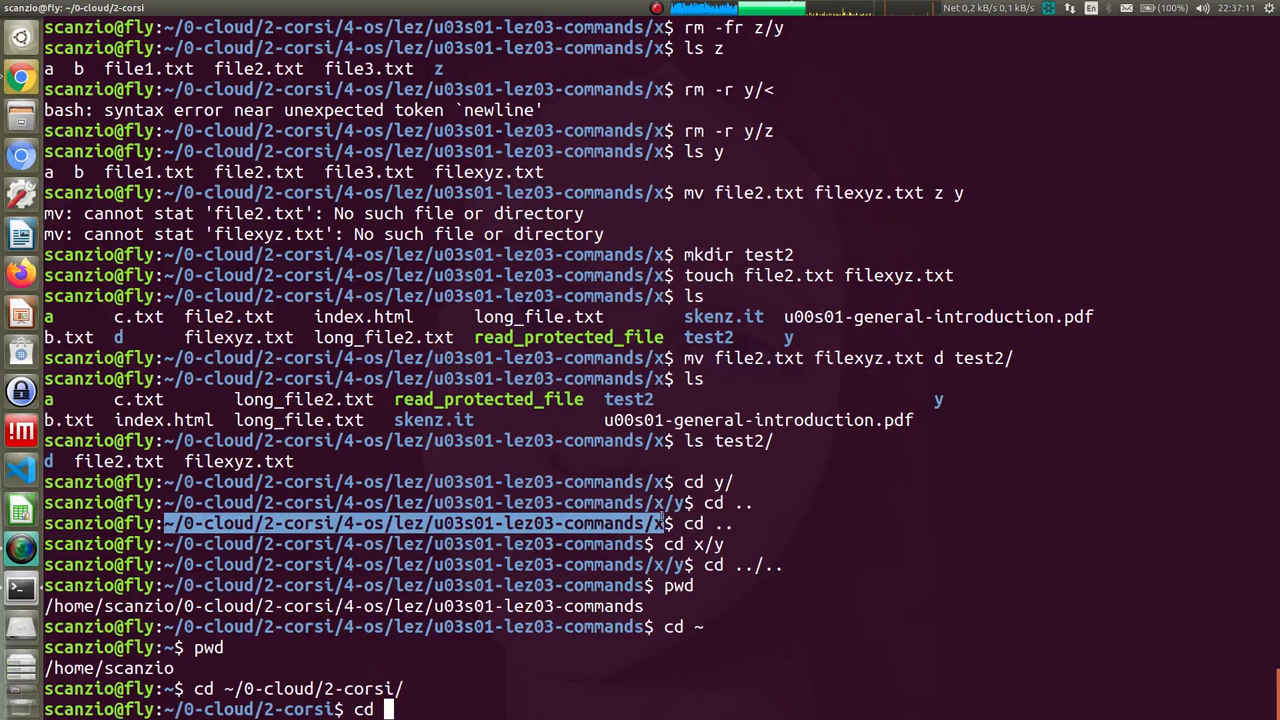 scanzio@fly: ~/0-cloud/2-corsi
Net 0,2 kB/s 0,1 kB/s En (100%) 22:37:11
scanzio@fly:~/0-cloud/2-corsi/4-os/lez/u03s01-lez03-commands/x$ rm -fr z/y
scanzio@fly:~/0-cloud/2-corsi/4-os/lez/u03s01-lez03-commands/x$ ls z
a  b  file1.txt  file2.txt  file3.txt  z
scanzio@fly:~/0-cloud/2-corsi/4-os/lez/u03s01-lez03-commands/x$ rm -r y/<
bash: syntax error near unexpected token `newline'
scanzio@fly:~/0-cloud/2-corsi/4-os/lez/u03s01-lez03-commands/x$ rm -r y/z
scanzio@fly:~/0-cloud/2-corsi/4-os/lez/u03s01-lez03-commands/x$ ls y
a  b  file1.txt  file2.txt  file3.txt  filexyz.txt
scanzio@fly:~/0-cloud/2-corsi/4-os/lez/u03s01-lez03-commands/x$ mv file2.txt filexyz.txt z y
mv: cannot stat 'file2.txt': No such file or directory
mv: cannot stat 'filexyz.txt': No such file or directory
scanzio@fly:~/0-cloud/2-corsi/4-os/lez/u03s01-lez03-commands/x$ mkdir test2
scanzio@fly:~/0-cloud/2-corsi/4-os/lez/u03s01-lez03-commands/x$ touch file2.txt filexyz.txt
scanzio@fly:~/0-cloud/2-corsi/4-os/lez/u03s01-lez03-commands/x$ ls
a      c.txt  file2.txt    index.html      long_file.txt        skenz.it  u00s01-general-introduction.pdf
b.txt  d      filexyz.txt  long_file2.txt  read_protected_file  test2     y
scanzio@fly:~/0-cloud/2-corsi/4-os/lez/u03s01-lez03-commands/x$ mv file2.txt filexyz.txt d test2/
scanzio@fly:~/0-cloud/2-corsi/4-os/lez/u03s01-lez03-commands/x$ ls
a      c.txt       long_file2.txt  read_protected_file  test2                            y
b.txt  index.html  long_file.txt   skenz.it             u00s01-general-introduction.pdf
scanzio@fly:~/0-cloud/2-corsi/4-os/lez/u03s01-lez03-commands/x$ ls test2/
d  file2.txt  filexyz.txt
scanzio@fly:~/0-cloud/2-corsi/4-os/lez/u03s01-lez03-commands/x$ cd y/
scanzio@fly:~/0-cloud/2-corsi/4-os/lez/u03s01-lez03-commands/x/y$ cd ..
scanzio@fly:~/0-cloud/2-corsi/4-os/lez/u03s01-lez03-commands/x$ cd ..
scanzio@fly:~/0-cloud/2-corsi/4-os/lez/u03s01-lez03-commands$ cd x/y
scanzio@fly:~/0-cloud/2-corsi/4-os/lez/u03s01-lez03-commands/x/y$ cd ../..
scanzio@fly:~/0-cloud/2-corsi/4-os/lez/u03s01-lez03-commands$ pwd
/home/scanzio/0-cloud/2-corsi/4-os/lez/u03s01-lez03-commands
scanzio@fly:~/0-cloud/2-corsi/4-os/lez/u03s01-lez03-commands$ cd ~
scanzio@fly:~$ pwd
/home/scanzio
scanzio@fly:~$ cd ~/0-cloud/2-corsi/
scanzio@fly:~/0-cloud/2-corsi$ cd